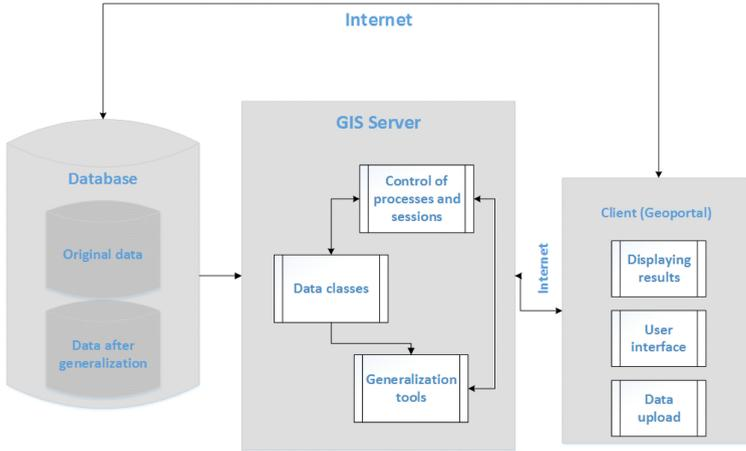 Internet
Database
Original data
Data after
generalization
GIS Server
Control of
processes and
sessions
Data classes
Generalization
tools
Internet
Client (Geoportal)
Displaying
results
User
interface
Data
upload